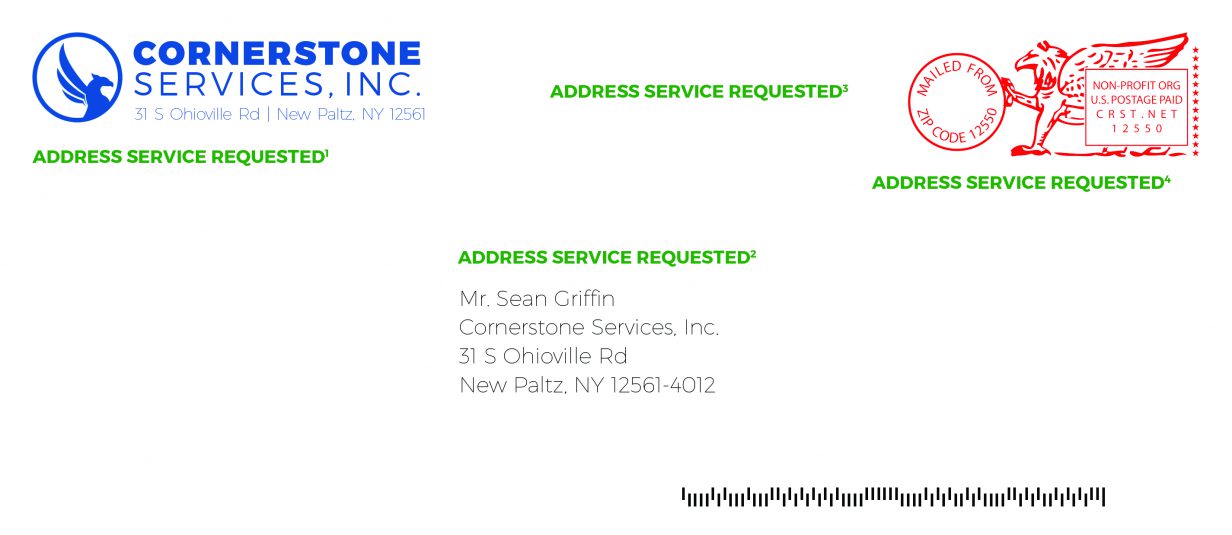 CORNERSTONE
SERVICES, INC.
31 S Ohioville Rd | New Paltz, NY 12561
ADDRESS SERVICE REQUESTED¹
ADDRESS SERVICE REQUESTED³
MAILED FROM
ZIP CODE 12550
NON-PROFIT ORG
U.S. POSTAGE PAID
CRST.NET
12550
ADDRESS SERVICE REQUESTED⁴
ADDRESS SERVICE REQUESTED²
Mr. Sean Griffin
Cornerstone Services, Inc.
31 S Ohioville Rd
New Paltz, NY 12561-4012